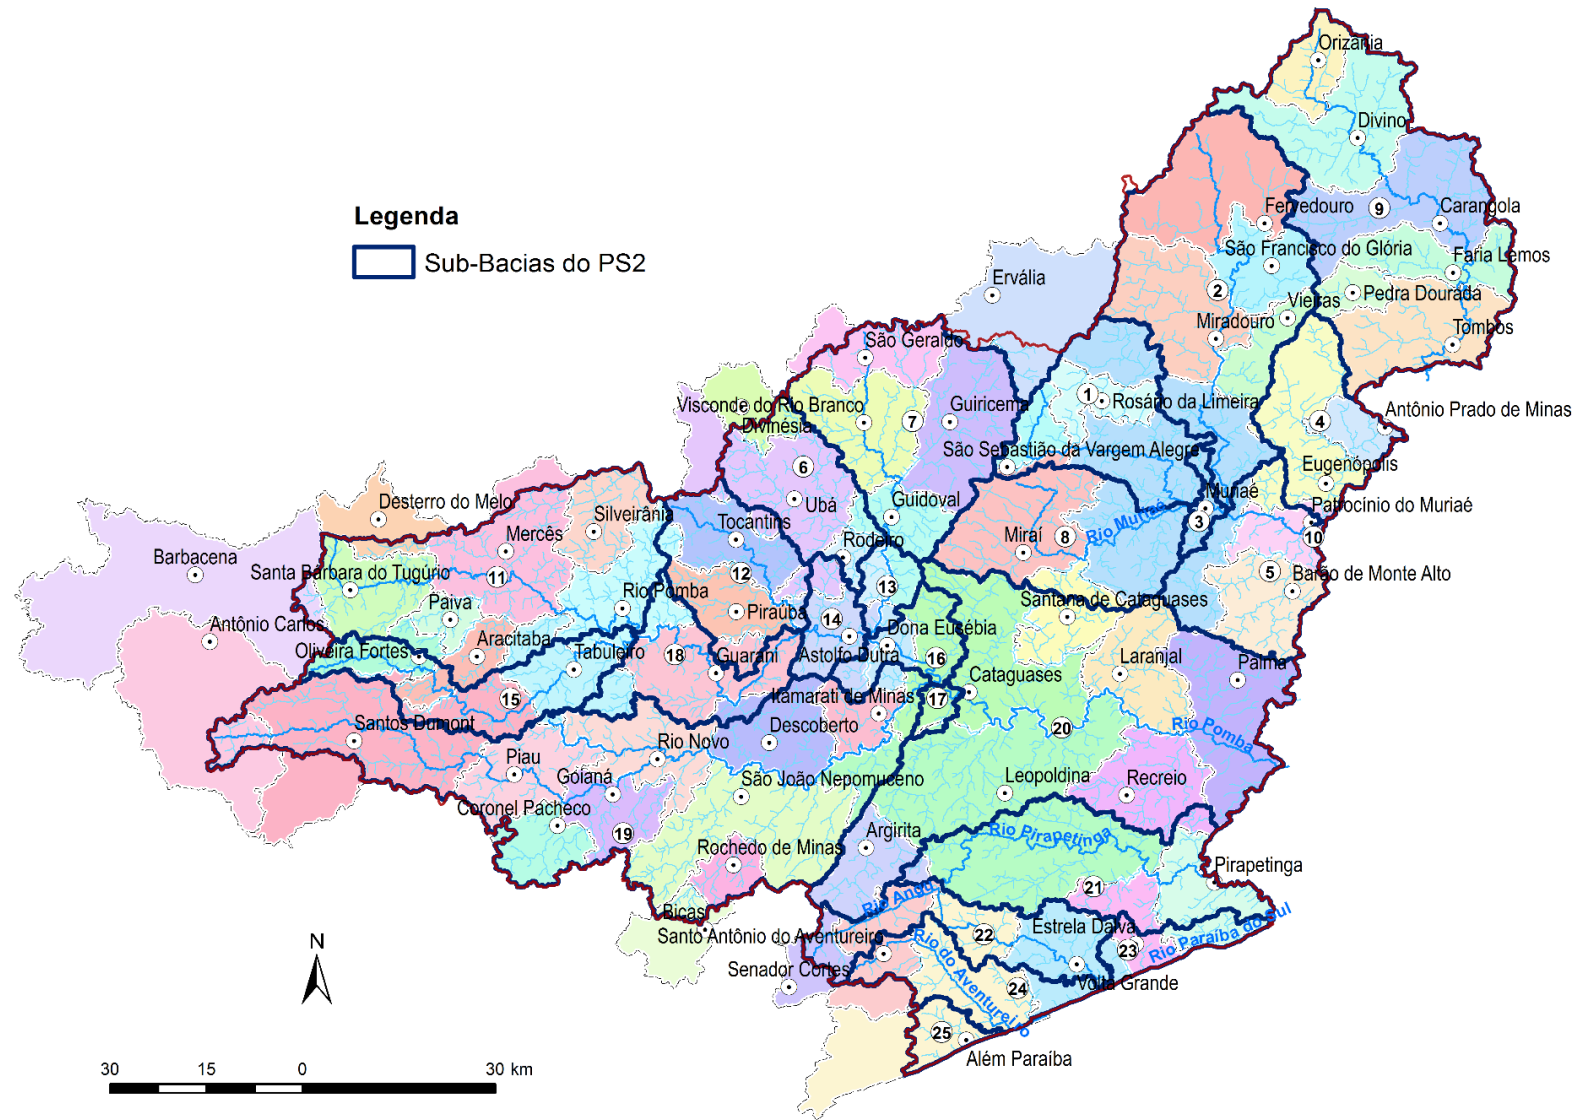 Orizânia
Divino
Legenda
9
Carangola
Fervedouro
São Francisco do Glória
Faria Lemos
Sub-Bacias do PS2
Ervália
2
Vieiras
Pedra Dourada
Miradouro
Tombos
São Geraldo
1
Rosário da Limeira
Visconde do Rio Branco
Guiricema
Antônio Prado de Minas
Divinésia
7
4
São Sebastião da Vargem Alegre
6
Eugenópolis
Ubá
Muriaé
Desterro do Melo
Guidoval
Patrocínio do Muriaé
Silveirânia
Tocantins
Rio Muriaé
3
Mercês
Rodeiro
Miraí
8
10
Barbacena
Santa Bárbara do Tugúrio
11
12
13
5
Barão de Monte Alto
Rio Pomba
Santana de Cataguases
Paiva
Piraúba
14
Antônio Carlos
Aracitaba
Dona Eusébia
Oliveira Fortes
Tabuleiro
18
Guarani
Astolfo Dutra
16
Laranjal
Palma
Cataguases
15
Itamarati de Minas
17
Santos Dumont
Descoberto
20
Rio Pomba
Rio Novo
Piau
Goianá
São João Nepomuceno
Leopoldina
Recreio
Coronel Pacheco
19
Argirita
Rio Pirapetinga
Rochedo de Minas
Pirapetinga
21
Rio Angu
Bicas
Santo Antônio do Aventureiro
22
Estrela Dalva
23
Rio Paraíba do Sul
N
Senador Cortes
Rio do Aventureiro
24
Volta Grande
25
Além Paraíba
30 15 0 30 km